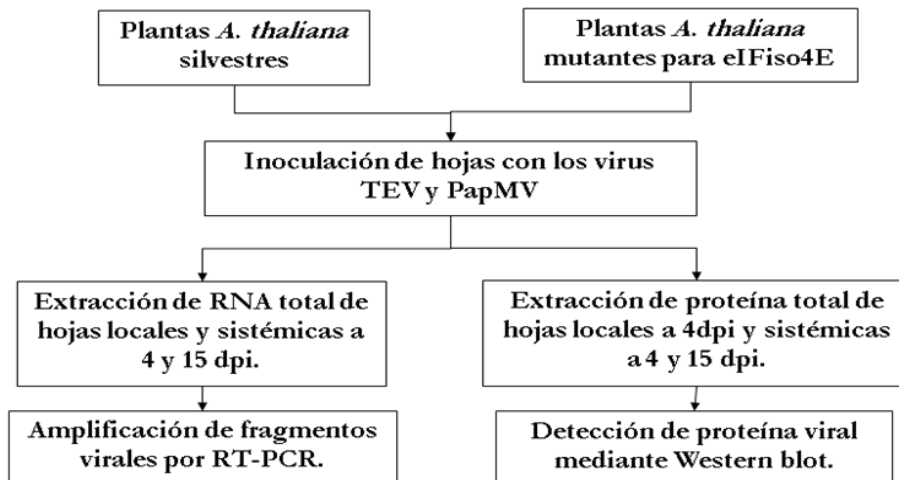 Plantas A. thaliana
silvestres
Plantas A. thaliana
mutantes para eIFiso4E
Inoculación de hojas con los virus
TEV y PapMV
Extracción de RNA total de
hojas locales y sistémicas a
4 y 15 dpi.
Extracción de proteína total de
hojas locales a 4dpi y sistémicas
a 4 y 15 dpi.
Amplificación de fragmentos
virales por RT-PCR.
Detección de proteína viral
mediante Western blot.